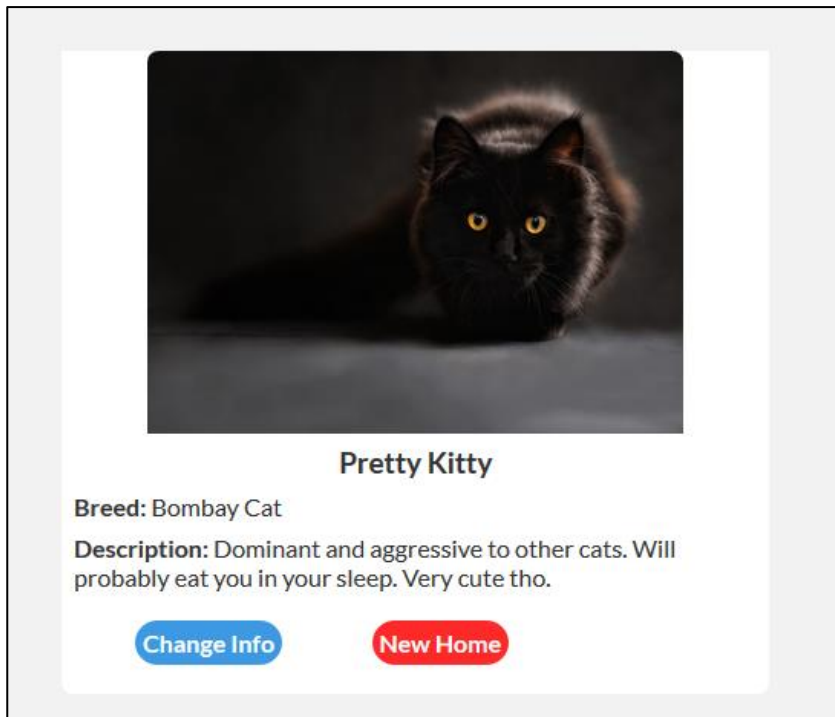 Pretty Kitty
Breed: Bombay Cat
Description: Dominant and aggressive to other cats. Will
probably eat you in your sleep. Very cute tho.
Change Info
New Home